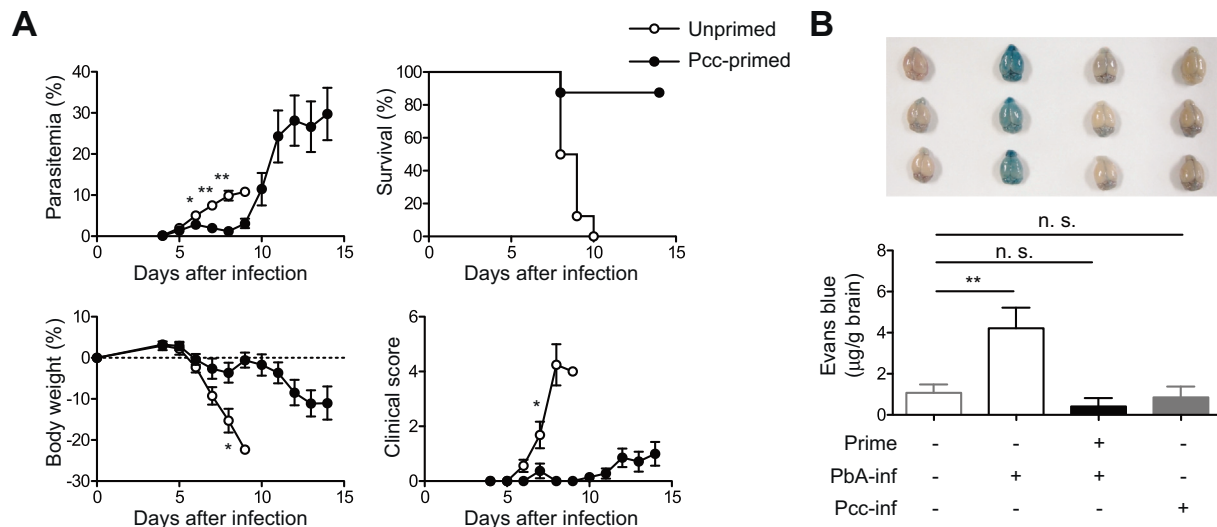 A
Unprimed
Pcc-primed
B
Parasitemia (%)
40
30
20
10
0
* ** **
0 5 10 15
Days after infection
Survival (%)
100
80
60
40
20
0
0 5 10 15
Days after infection
Body weight (%)
10
0
-10
-20
-30
*
0 5 10 15
Days after infection
Clinical score
6
4
2
0
*
0 5 10 15
Days after infection
n. s.
n. s.
**
Evans blue
(μg/g brain)
8
6
4
2
0
Prime - - + -
PbA-inf - + + -
Pcc-inf - - - +